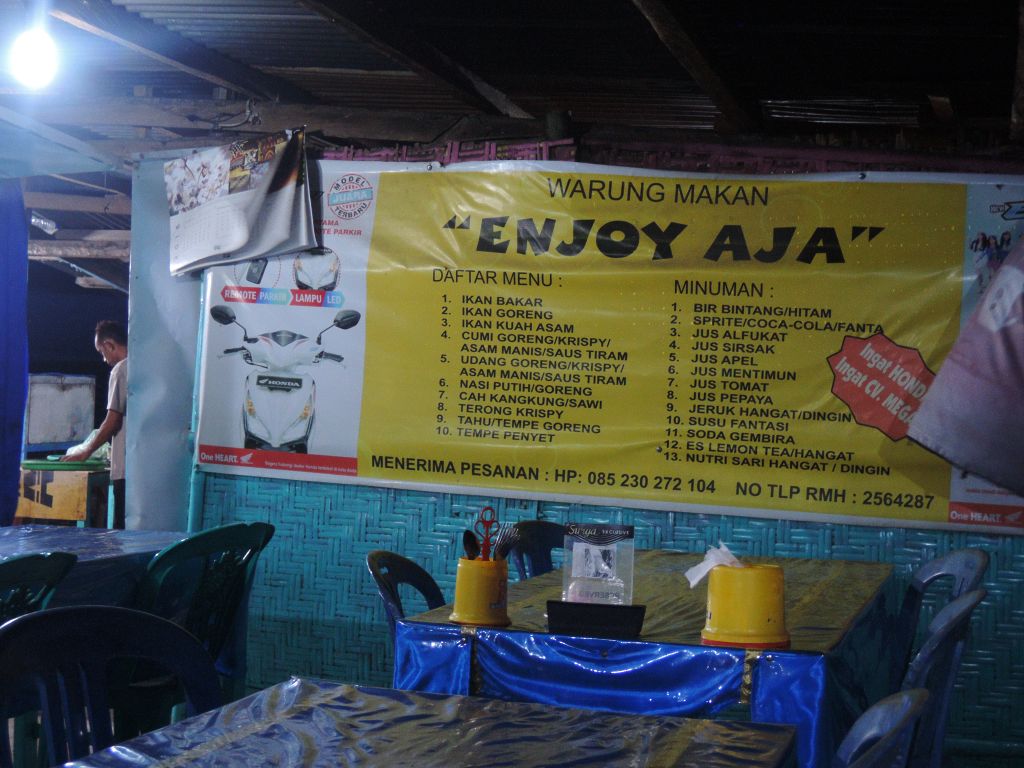 WARUNG MAKAN
"ENJOY AJA"
DAFTAR MENU :
1. IKAN BAKAR
2. IKAN GORENG
3. IKAN KUAH ASAM
4. CUMI GORENG/KRISPY/
ASAM MANIS/SAUS TIRAM
5. UDANG GORENG/KRISPY/
ASAM MANIS/SAUS TIRAM
6. NASI PUTIH/GORENG
7. CAH KANGKUNG/SAWI
8. TERONG KRISPY
9. TAHU/TEMPE GORENG
10. TEMPE PENYET
MINUMAN :
1. BIR BINTANG/HITAM
2. SPRITE/COCA-COLA/FANTA
3. JUS ALFUKAT
4. JUS SIRSAK
5. JUS APEL
6. JUS MENTIMUN
7. JUS TOMAT
8. JUS PEPAYA
9. JERUK HANGAT/DINGIN
10. SUSU FANTASI
11. SODA GEMBIRA
12. ES LEMON TEA/HANGAT
13. NUTRI SARI HANGAT / DINGIN
MENERIMA PESANAN : HP: 085 230 272 104 NO TLP RMH : 2564287
MODEL
JUARA
TERBARU
PARKIR
REMOTE PARKIR LAMPU LED
HONDA
One HEART.
Ingat HONDA
Ingat CV. MEGA
One HEART.
Surya
RESERVED